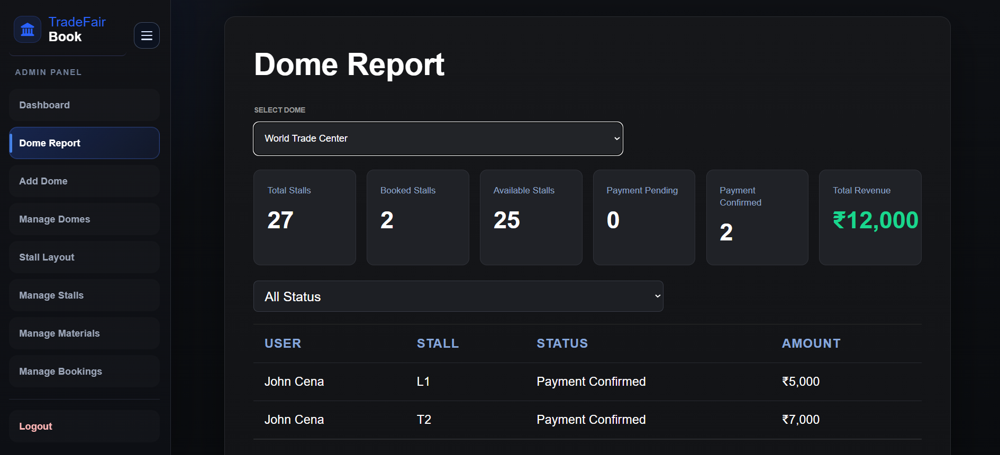 TradeFair
Book
ADMIN PANEL
Dashboard
Dome Report
Add Dome
Manage Domes
Stall Layout
Manage Stalls
Manage Materials
Manage Bookings
Logout
Dome Report
SELECT DOME
World Trade Center
Total Stalls
27
Booked Stalls
2
Available Stalls
25
Payment Pending
0
Payment
Confirmed
2
Total Revenue
₹12,000
All Status
USER STALL STATUS AMOUNT
John Cena L1 Payment Confirmed ₹5,000
John Cena T2 Payment Confirmed ₹7,000